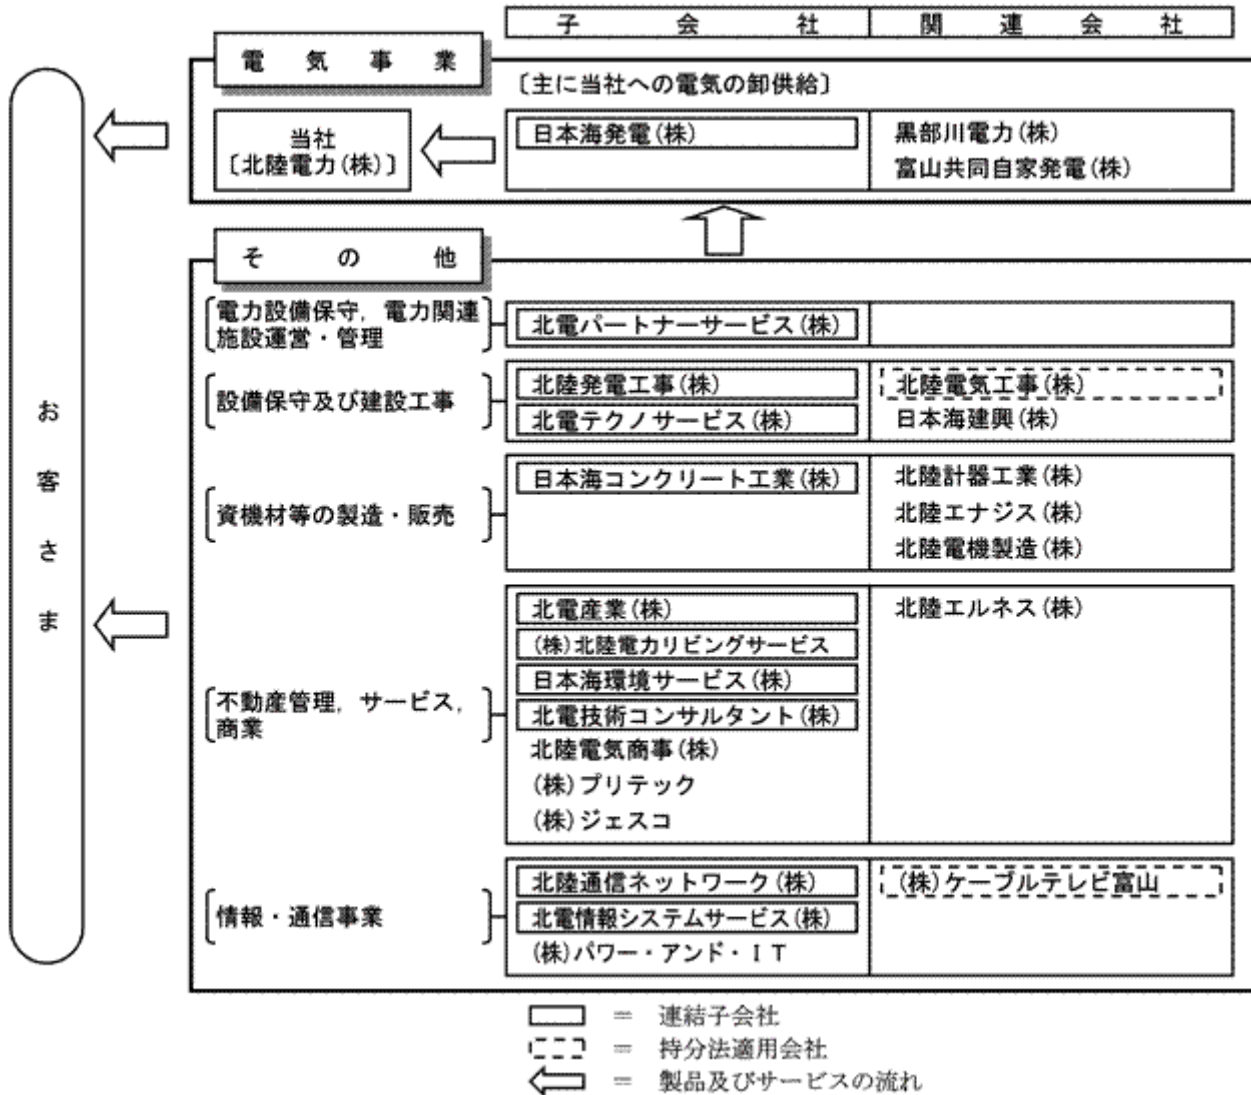 子会社 関連会社
電気事業
〔主に当社への電気の卸供給〕
当社
〔北陸電力(株)〕
日本海発電(株)
黒部川電力(株)
富山共同自家発電(株)
その他
電力設備保守，電力関連
施設運営・管理
北電パートナーサービス(株)
設備保守及び建設工事
北陸発電工事(株)
北電テクノサービス(株)
北陸電気工事(株)
日本海建興(株)
資機材等の製造・販売
日本海コンクリート工業(株)
北陸計器工業(株)
北陸エナジス(株)
北陸電機製造(株)
不動産管理，サービス，
商業
北電産業(株)
(株)北陸電力リビングサービス
日本海環境サービス(株)
北電技術コンサルタント(株)
北陸電気商事(株)
(株)プリテック
(株)ジェスコ
北陸エルネス(株)
情報・通信事業
北陸通信ネットワーク(株)
北電情報システムサービス(株)
(株)パワー・アンド・ＩＴ
(株)ケーブルテレビ富山
お客さま
＝ 連結子会社
＝ 持分法適用会社
＝ 製品及びサービスの流れ